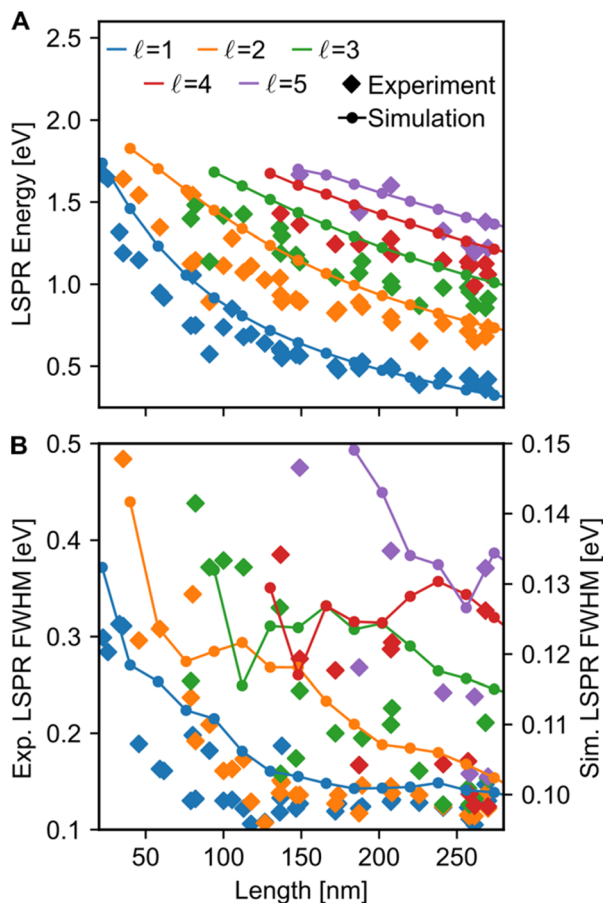 A
2.5
2.0
1.5
1.0
0.5
LSPR Energy [eV]
ℓ=1 ℓ=2 ℓ=3
ℓ=4 ℓ=5
Experiment
Simulation
B
0.5
0.4
0.3
0.2
0.1
Exp. LSPR FWHM [eV]
0.15
0.14
0.13
0.12
0.11
0.10
Sim. LSPR FWHM [eV]
50 100 150 200 250
Length [nm]